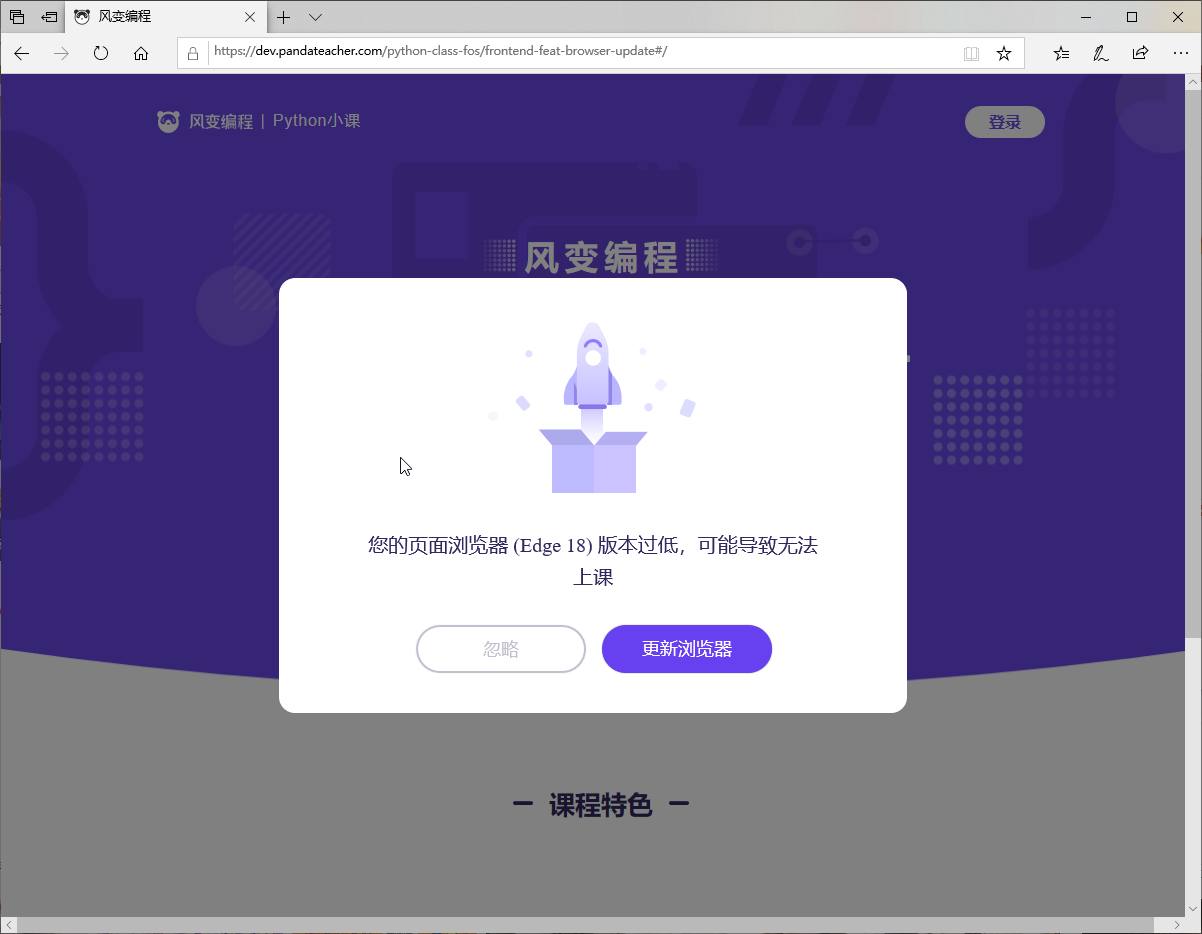 风变编程
https://dev.pandateacher.com/python-class-fos/frontend-feat-browser-update#/
风变编程 | Python小课
登录
风变编程
您的页面浏览器 (Edge 18) 版本过低，可能导致无法
上课
忽略
更新浏览器
课程特色